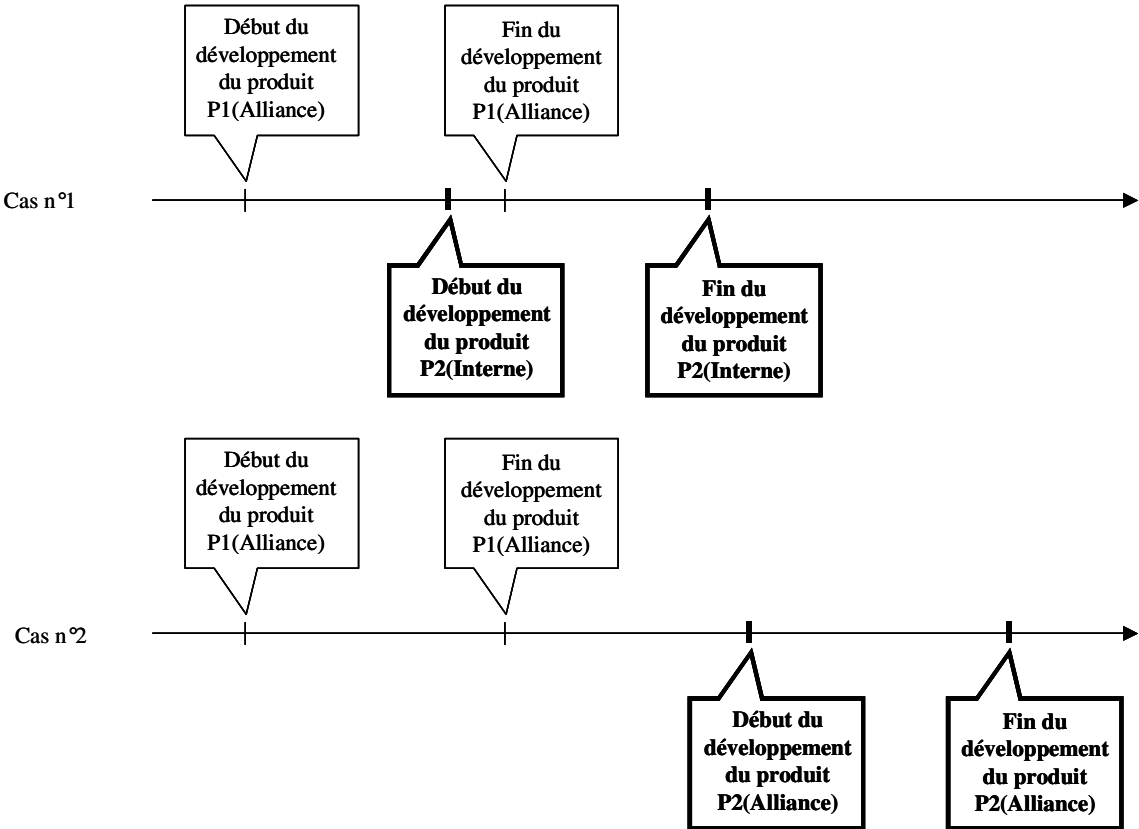 Début du
développement
du produit
P1(Alliance)
Fin du
développement
du produit
P1(Alliance)
Cas n°1
Début du
développement
du produit
P2(Interne)
Fin du
développement
du produit
P2(Interne)
Début du
développement
du produit
P1(Alliance)
Fin du
développement
du produit
P1(Alliance)
Cas n°2
Début du
développement
du produit
P2(Alliance)
Fin du
développement
du produit
P2(Alliance)